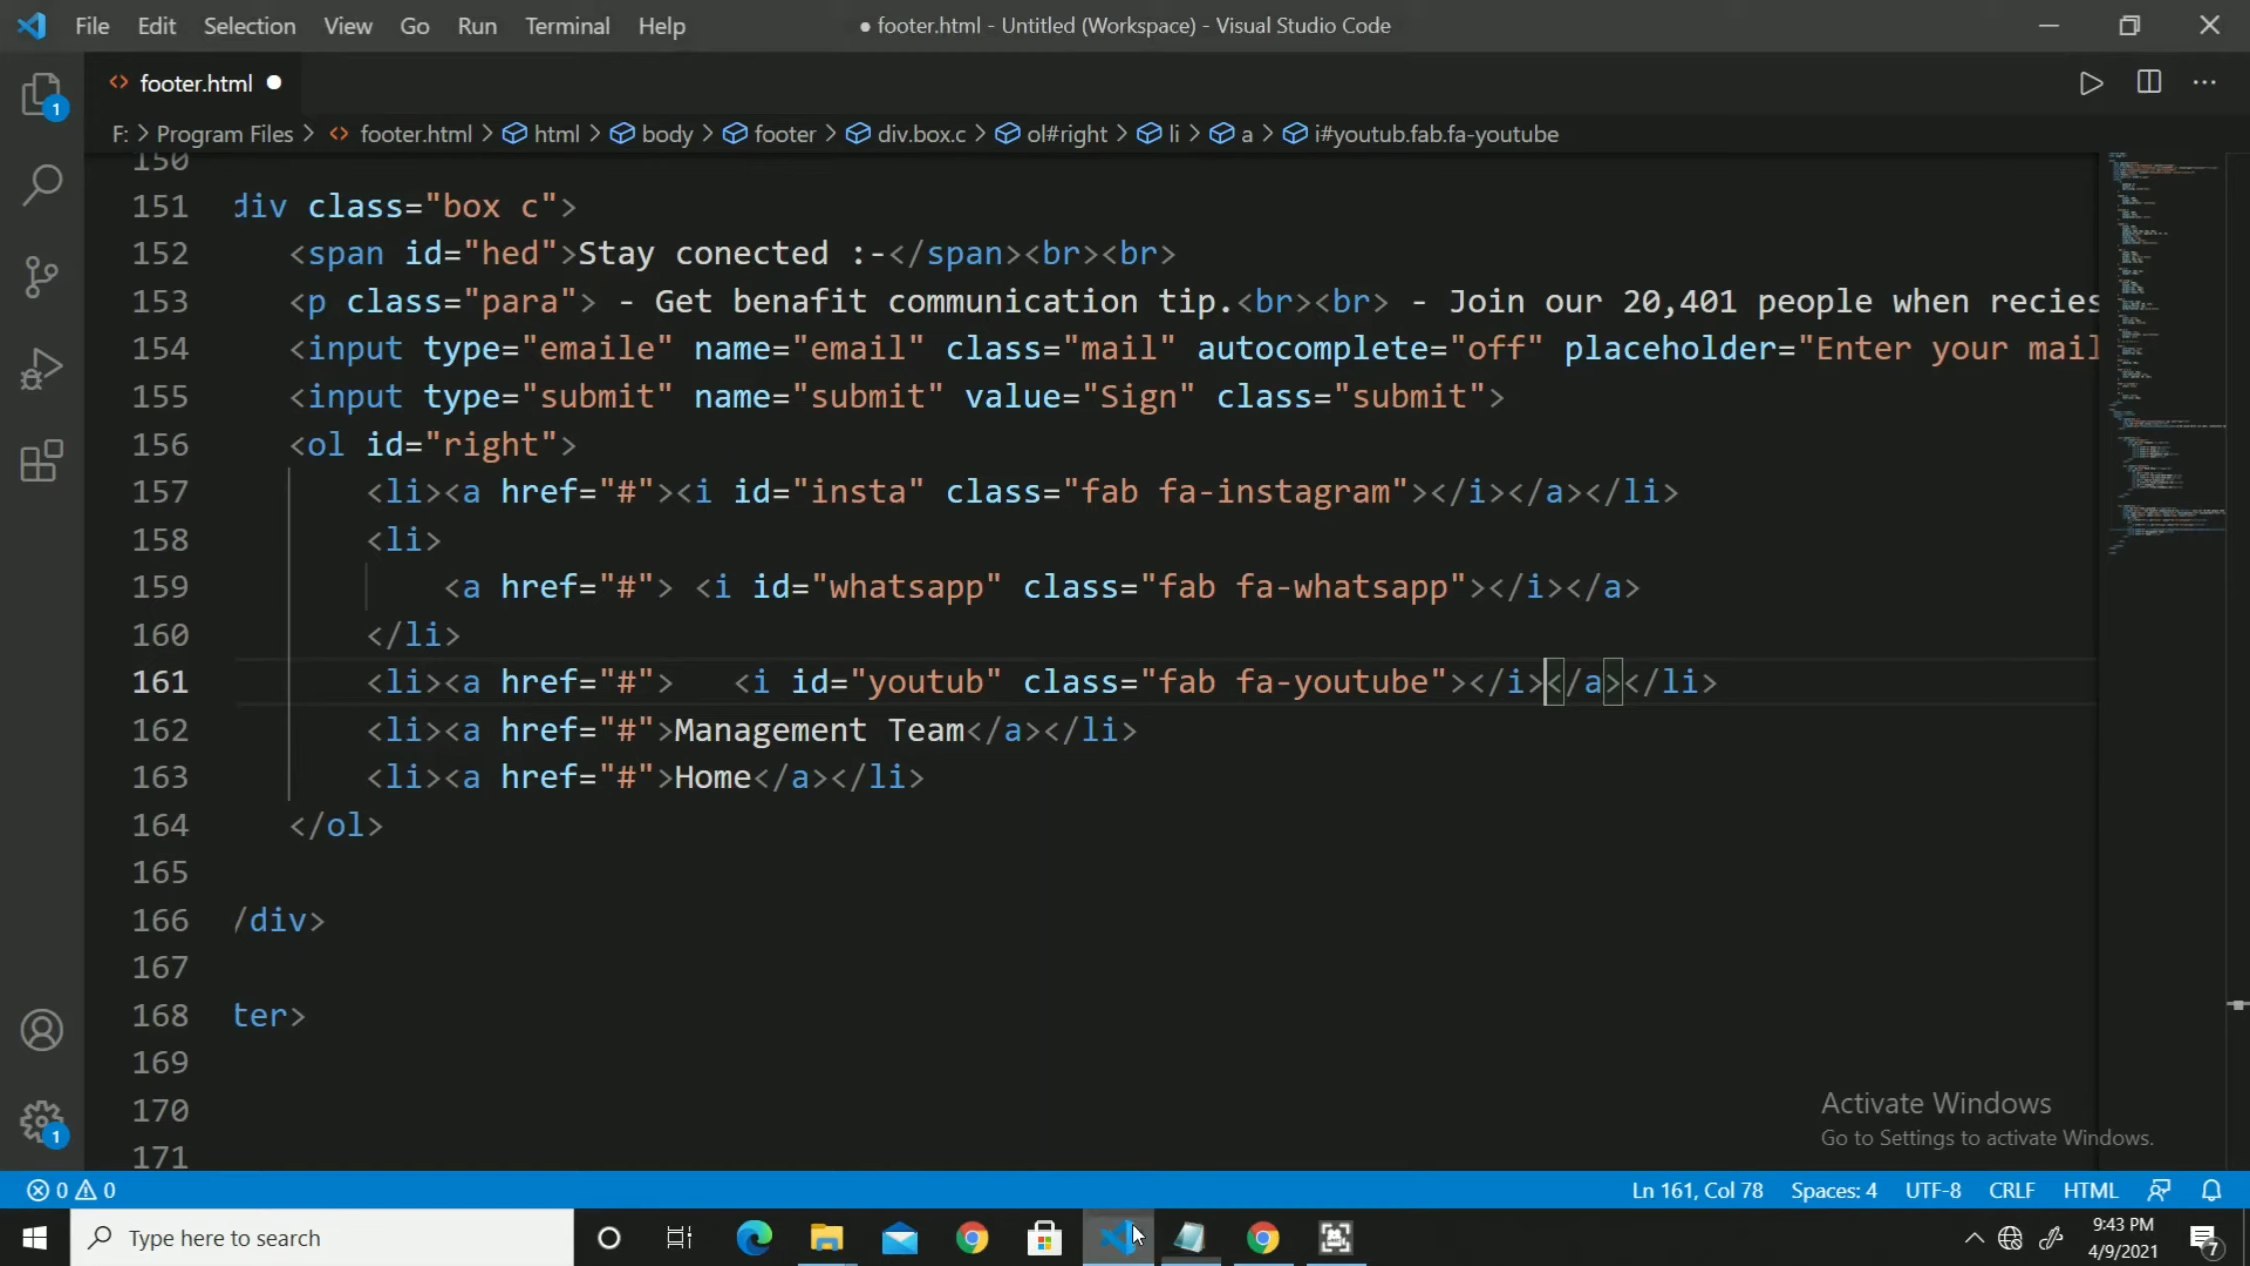 File Edit Selection View Go Run Terminal Help ● footer.html - Untitled (Workspace) - Visual Studio Code
<> footer.html ●
1
F: > Program Files > <> footer.html > html > body > footer > div.box.c > ol#right > li > a > i#youtub.fab.fa-youtube
150
151 div class="box c">
152 <span id="hed">Stay conected :-</span><br><br>
153 <p class="para"> - Get benafit communication tip.<br><br> - Join our 20,401 people when recies
154 <input type="emaile" name="email" class="mail" autocomplete="off" placeholder="Enter your mail
155 <input type="submit" name="submit" value="Sign" class="submit">
156 <ol id="right">
157 <li><a href="#"><i id="insta" class="fab fa-instagram"></i></a></li>
158 <li>
159 <a href="#"> <i id="whatsapp" class="fab fa-whatsapp"></i></a>
160 </li>
161 <li><a href="#">   <i id="youtub" class="fab fa-youtube"></i></a></li>
162 <li><a href="#">Management Team</a></li>
163 <li><a href="#">Home</a></li>
164 </ol>
165
166 /div>
167
168 ter>
169
170
171
1
Activate Windows
Go to Settings to activate Windows.
0 0 Ln 161, Col 78 Spaces: 4 UTF-8 CRLF HTML
Type here to search
9:43 PM
4/9/2021
7